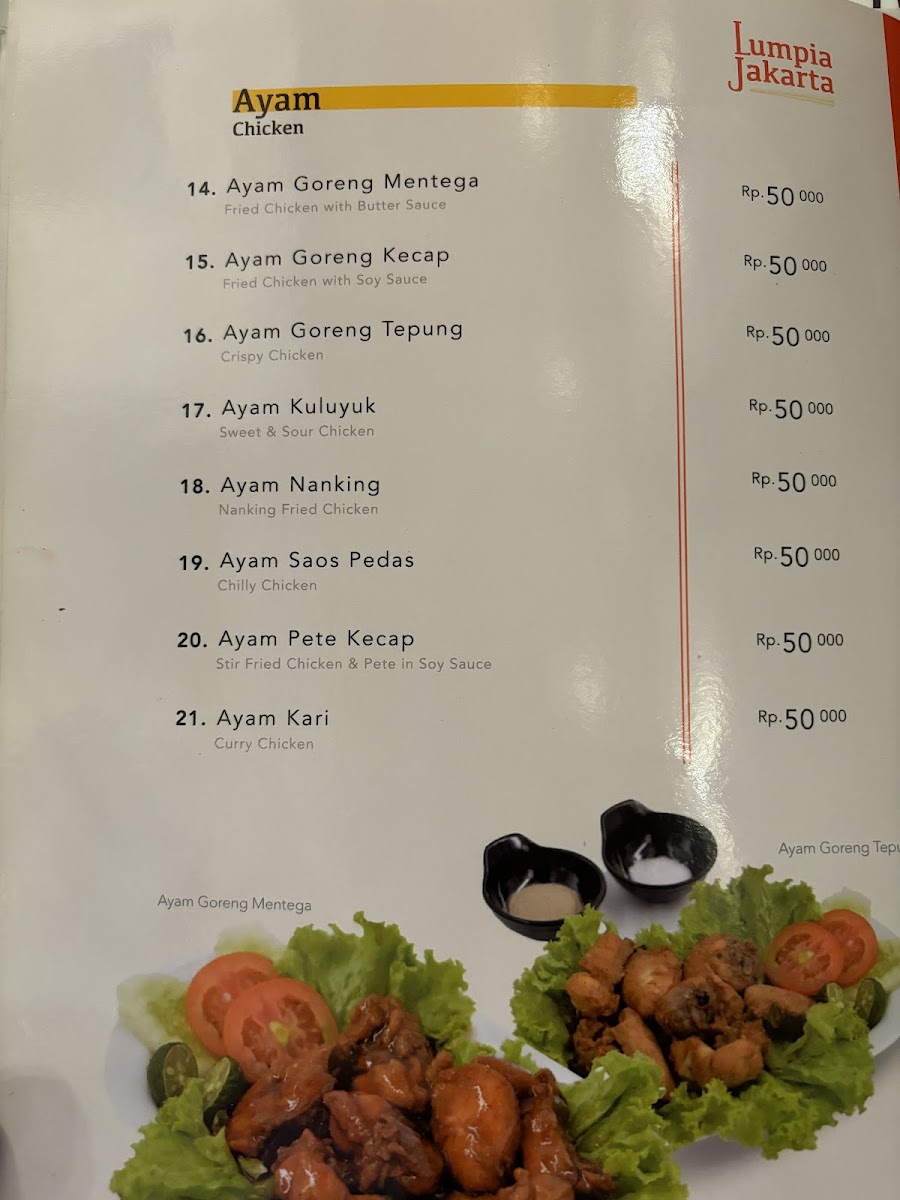 Lumpia
Jakarta
Ayam
Chicken
14. Ayam Goreng Mentega Rp.50 000
Fried Chicken with Butter Sauce
15. Ayam Goreng Kecap Rp.50 000
Fried Chicken with Soy Sauce
16. Ayam Goreng Tepung Rp.50 000
Crispy Chicken
17. Ayam Kuluyuk Rp.50 000
Sweet & Sour Chicken
18. Ayam Nanking Rp.50 000
Nanking Fried Chicken
19. Ayam Saos Pedas Rp.50 000
Chilly Chicken
20. Ayam Pete Kecap Rp.50 000
Stir Fried Chicken & Pete in Soy Sauce
21. Ayam Kari Rp.50 000
Curry Chicken
Ayam Goreng Tepu
Ayam Goreng Mentega